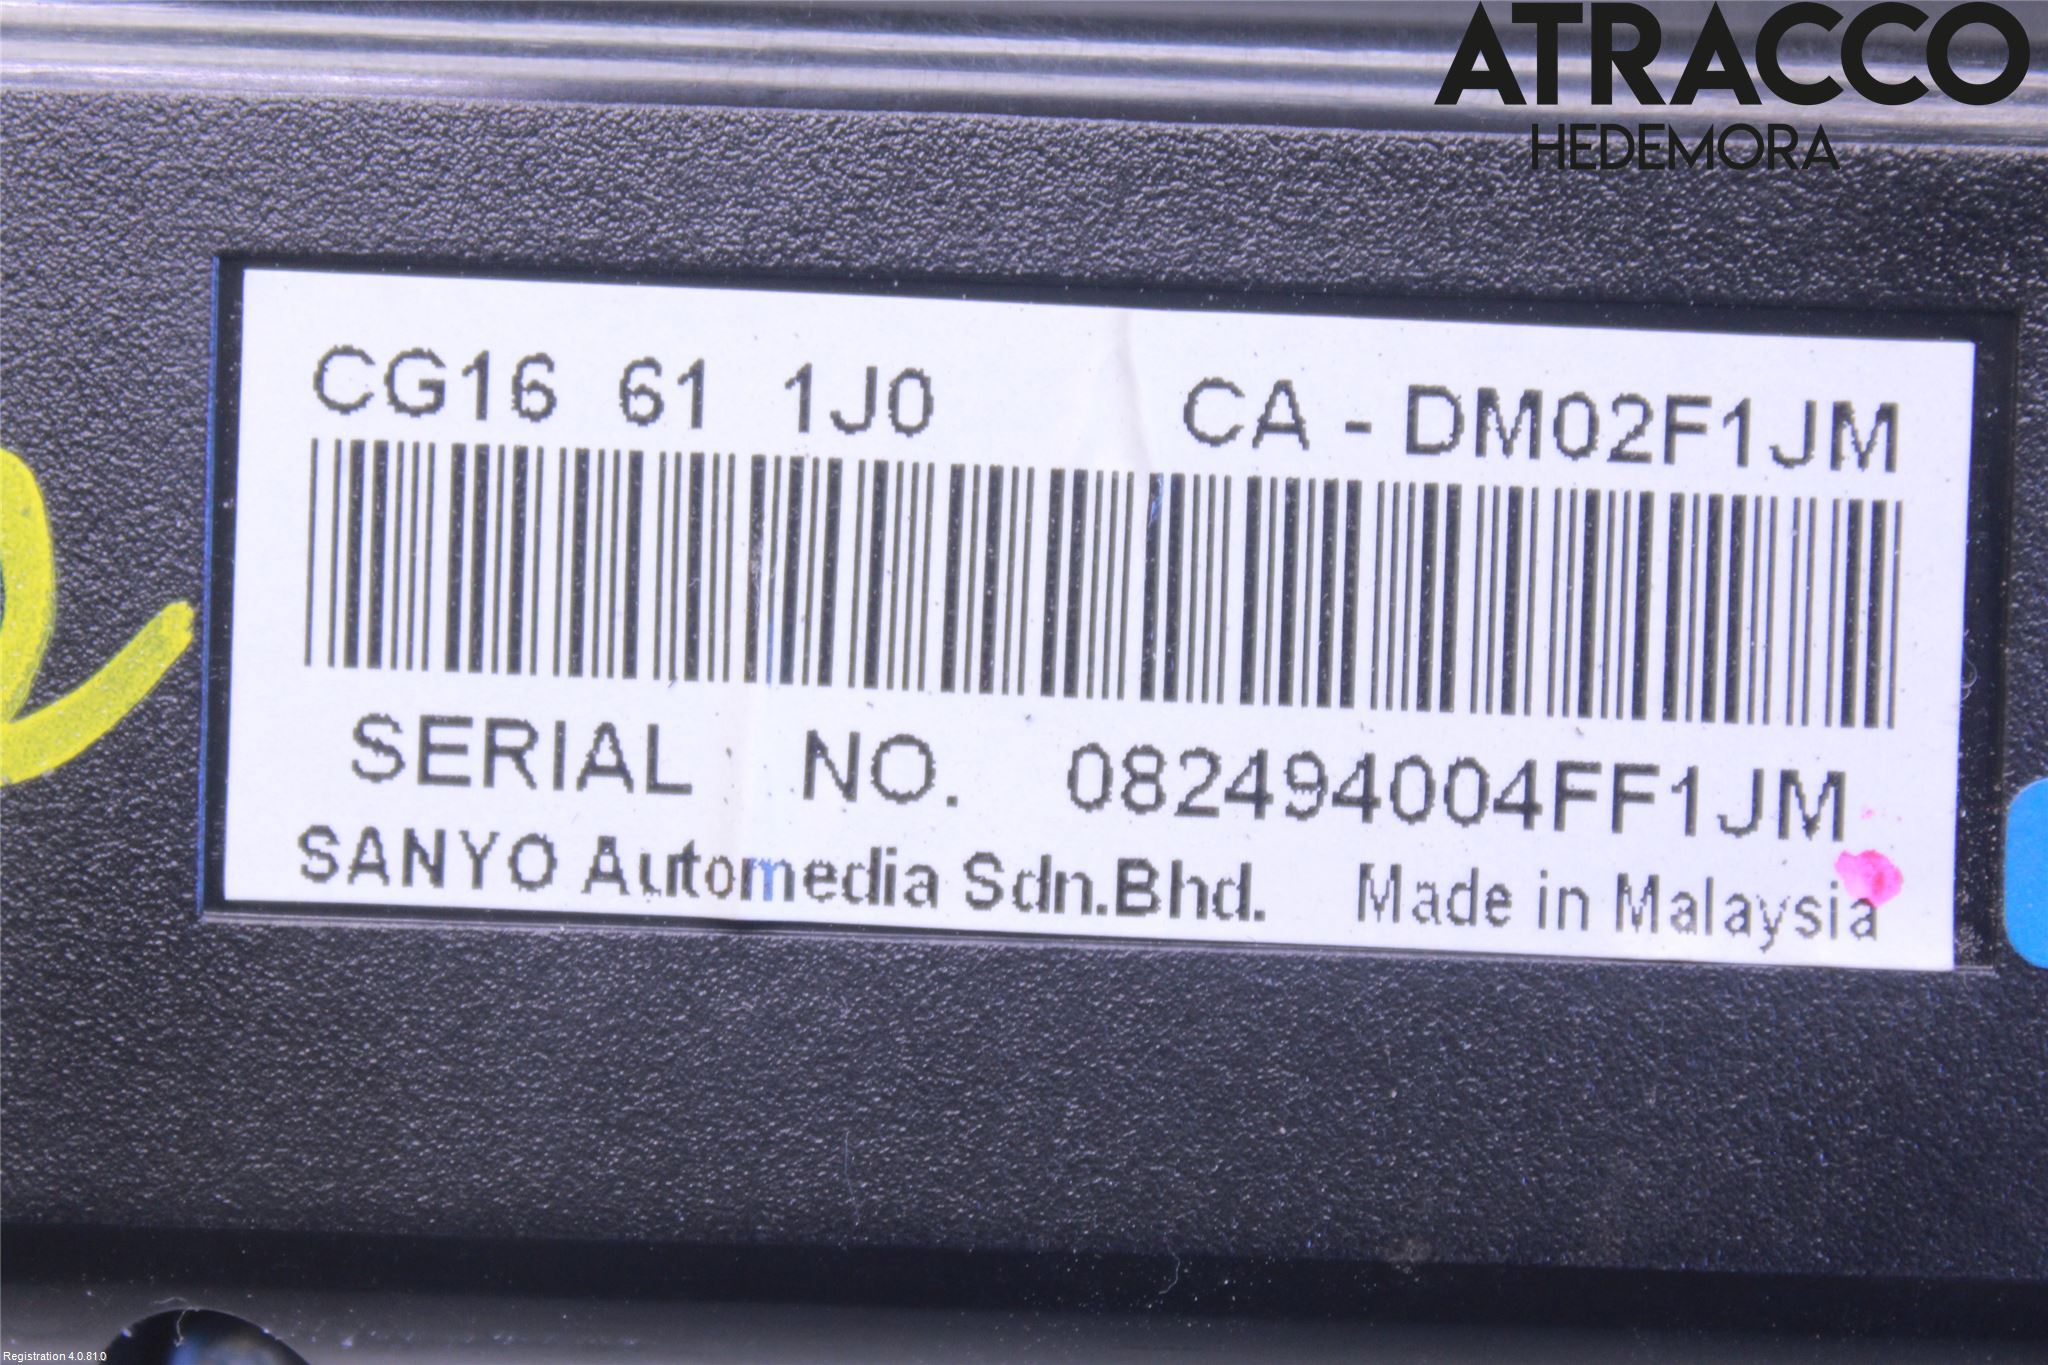 ATRACCO
HEDEMORA
CG16 61 1J0 CA - DM02F1JM
SERIAL NO. 082494004FF1JM
SANYO Automedia Sdn.Bhd. Made in Malaysia
Registration 4.0.81.0